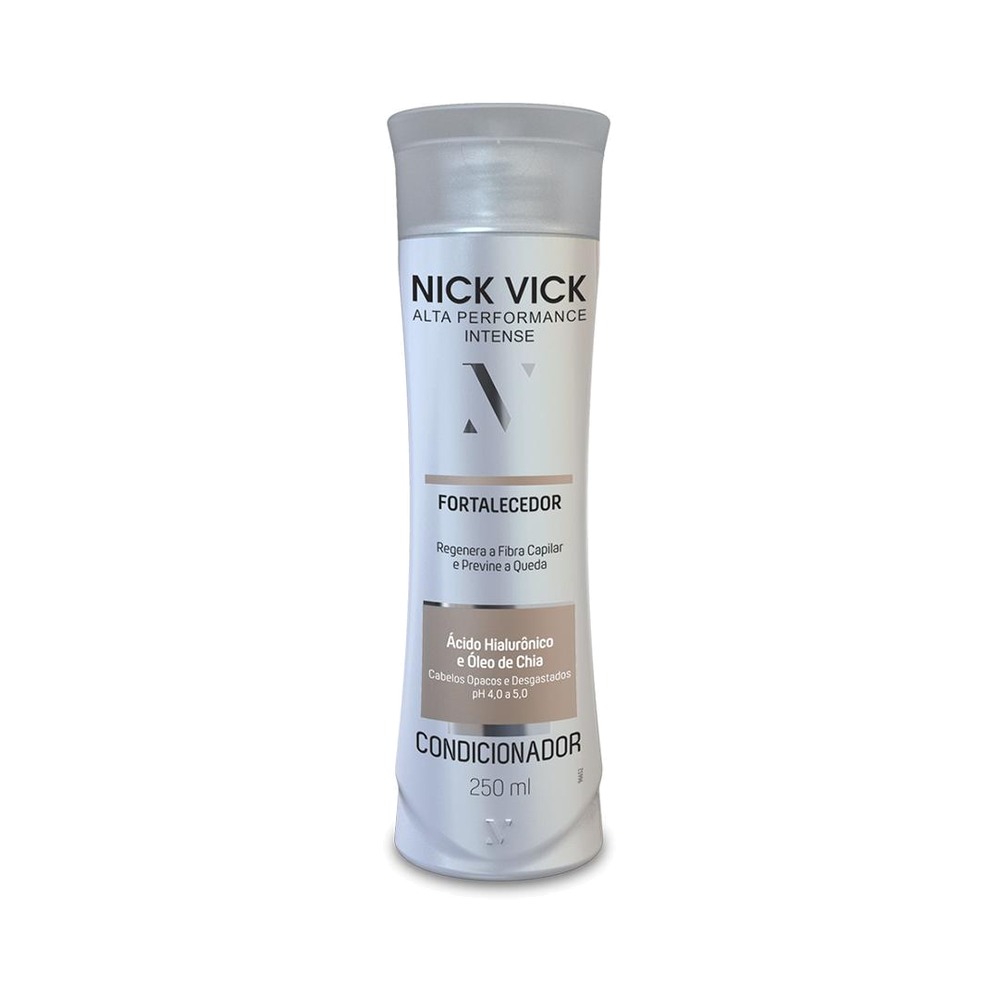 NICK VICK
ALTA PERFORMANCE
INTENSE
FORTALECEDOR
Regenera a Fibra Capilar
e Previne a Queda
Ácido Hialurônico
e Óleo de Chia
Cabelos Opacos e Desgastados
pH 4,0 a 5,0
CONDICIONADOR
250 ml